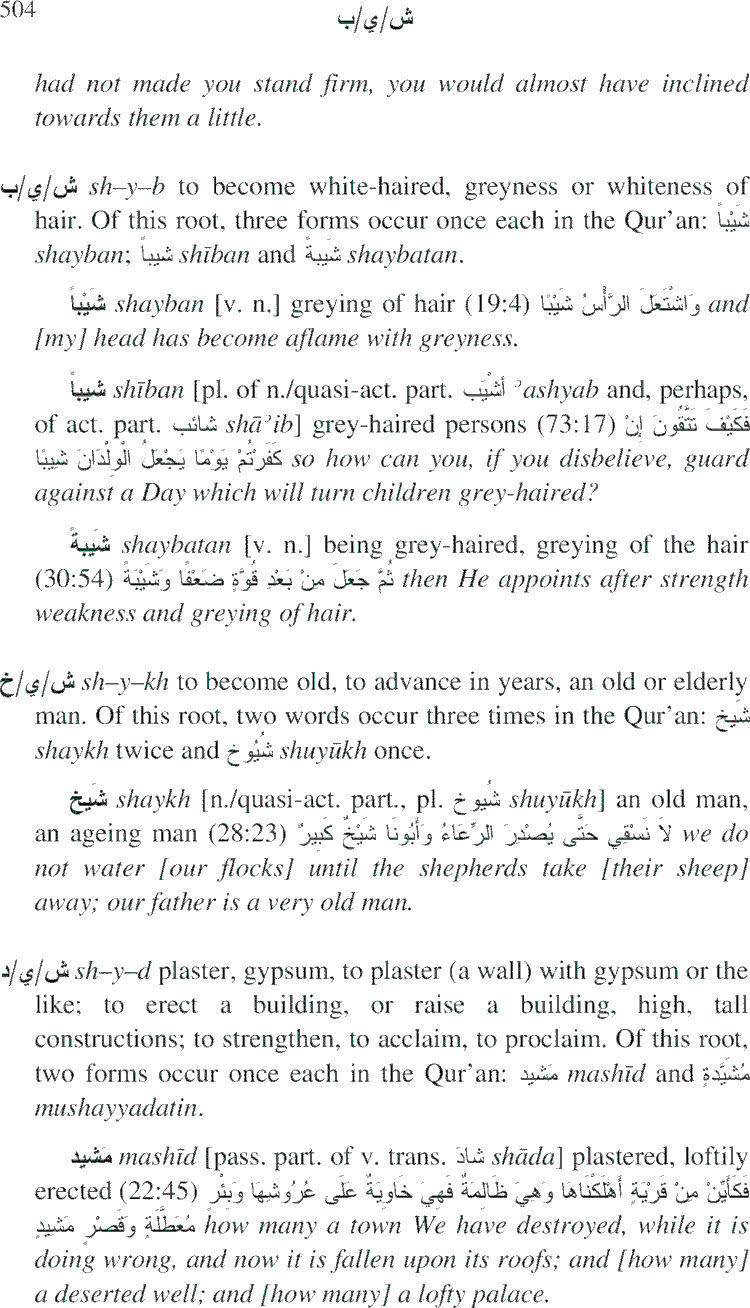 504
ش/ي/ب
had not made you stand firm, you would almost have inclined
towards them a little.
ش/ي/ب sh–y–b to become white-haired, greyness or whiteness of
hair. Of this root, three forms occur once each in the Qur'an: شَيْباً
shayban; شيباً shīban and شَيبةً shaybatan.
شَيْباً shayban [v. n.] greying of hair (19:4) وَاشْتَعَلَ الرَّأْسُ شَيْبًا and
[my] head has become aflame with greyness.
شيباً shīban [pl. of n./quasi-act. part. أَشْيَب ʾashyab and, perhaps,
of act. part. شائب shāʾib] grey-haired persons (73:17) فَكَيْفَ تَتَّقُونَ إِنْ
كَفَرْتُمْ يَوْمًا يَجْعَلُ الْوِلْدَانَ شيبًا so how can you, if you disbelieve, guard
against a Day which will turn children grey-haired?
شَيبةً shaybatan [v. n.] being grey-haired, greying of the hair
(30:54) ثُمَّ جَعَلَ مِنْ بَعْدِ قُوَّةٍ ضَعْفًا وَشَيْبَةً then He appoints after strength
weakness and greying of hair.
ش/ي/خ sh–y–kh to become old, to advance in years, an old or elderly
man. Of this root, two words occur three times in the Qur'an: شَيخ
shaykh twice and شُيُوخ shuyūkh once.
شَيخ shaykh [n./quasi-act. part., pl. شُيوخ shuyūkh] an old man,
an ageing man (28:23) لاَ نَسْقِي حَتَّى يُصْدِرَ الرِّعَاءُ وَأَبُونَا شَيْخٌ كَبِيرٌ we do
not water [our flocks] until the shepherds take [their sheep]
away; our father is a very old man.
ش/ي/د sh–y–d plaster, gypsum, to plaster (a wall) with gypsum or the
like; to erect a building, or raise a building, high, tall
constructions; to strengthen, to acclaim, to proclaim. Of this root,
two forms occur once each in the Qur'an: مَشيد mashīd and مُشَيَّدةٍ
mushayyadatin.
مَشيد mashīd [pass. part. of v. trans. شادَ shāda] plastered, loftily
erected (22:45) فَكَأَيِّنْ مِنْ قَرْيَةٍ أَهْلَكْنَاهَا وَهِيَ ظَالِمَةٌ فَهِيَ خَاوِيَةٌ عَلَى عُرُوشِهَا وَبِئْرٍ
مُعَطَّلَةٍ وَقَصْرٍ مَشِيدٍ how many a town We have destroyed, while it is
doing wrong, and now it is fallen upon its roofs; and [how many]
a deserted well; and [how many] a lofty palace.